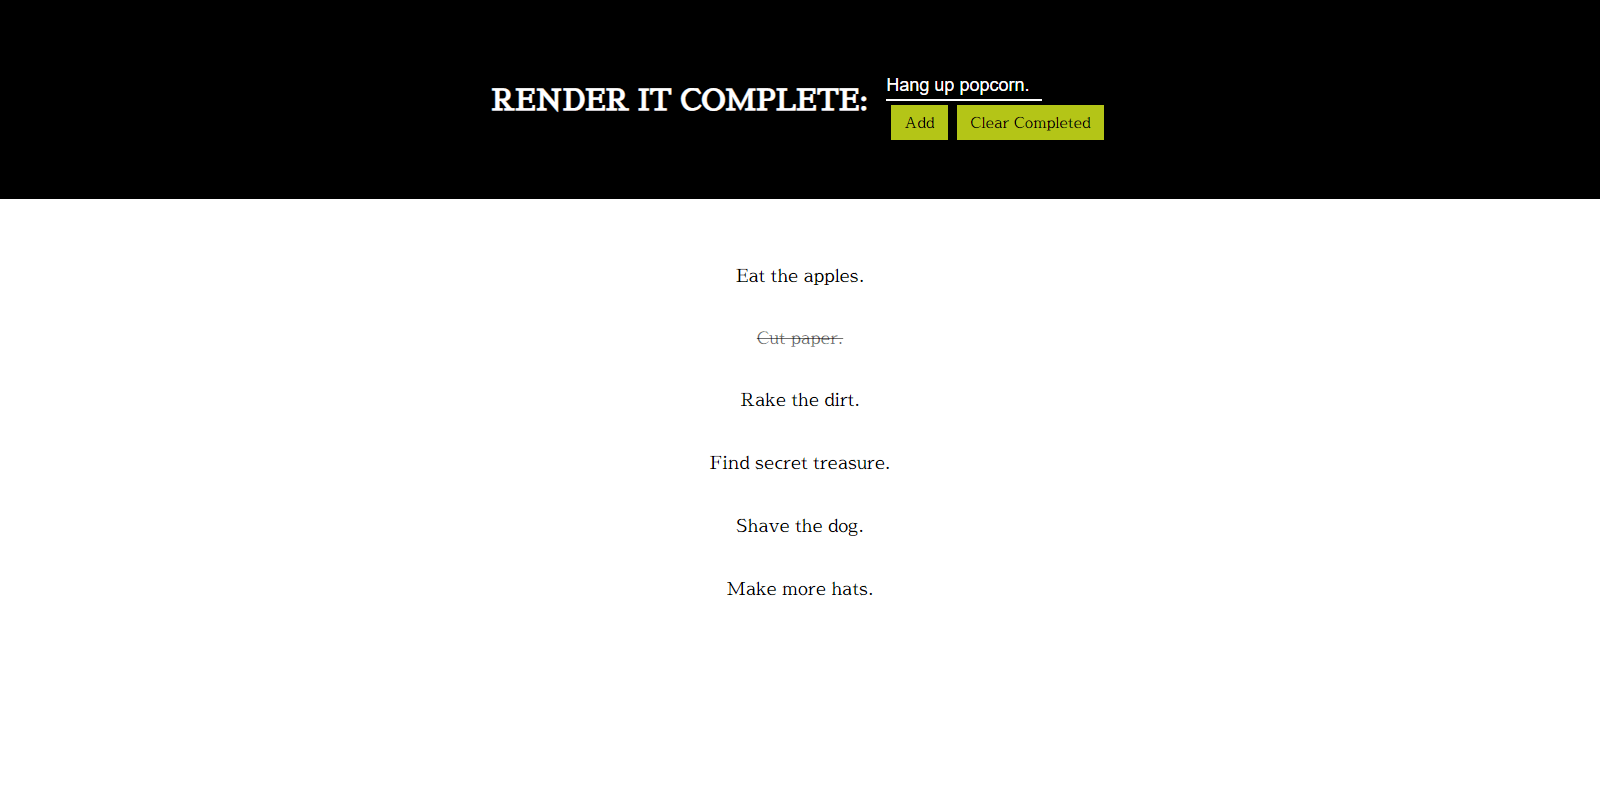 RENDER IT COMPLETE:
Hang up popcorn.
Add
Clear Completed
Eat the apples.
Cut paper.
Rake the dirt.
Find secret treasure.
Shave the dog.
Make more hats.